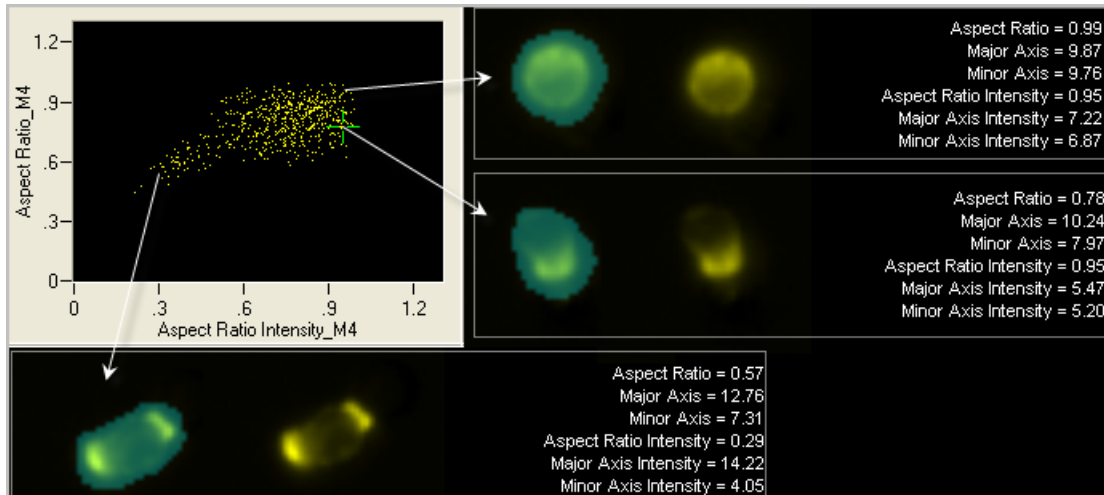 1.2
.9
.6
.3
0
Aspect Ratio_M4
0 .3 .6 .9 1.2
Aspect Ratio Intensity_M4
Aspect Ratio = 0.99
Major Axis = 9.87
Minor Axis = 9.76
Aspect Ratio Intensity = 0.95
Major Axis Intensity = 7.22
Minor Axis Intensity = 6.87
Aspect Ratio = 0.78
Major Axis = 10.24
Minor Axis = 7.97
Aspect Ratio Intensity = 0.95
Major Axis Intensity = 5.47
Minor Axis Intensity = 5.20
Aspect Ratio = 0.57
Major Axis = 12.76
Minor Axis = 7.31
Aspect Ratio Intensity = 0.29
Major Axis Intensity = 14.22
Minor Axis Intensity = 4.05